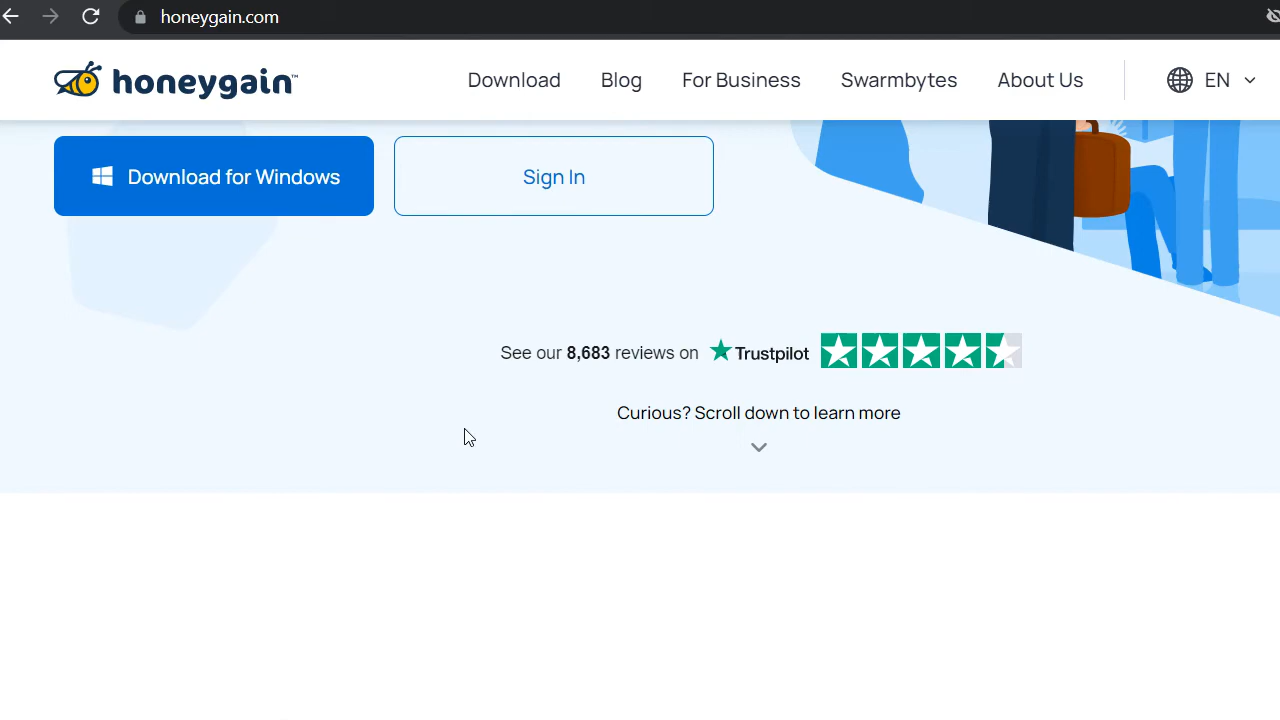 honeygain.com
honeygain™ Download Blog For Business Swarmbytes About Us EN
Download for Windows Sign In
See our 8,683 reviews on Trustpilot
Curious? Scroll down to learn more